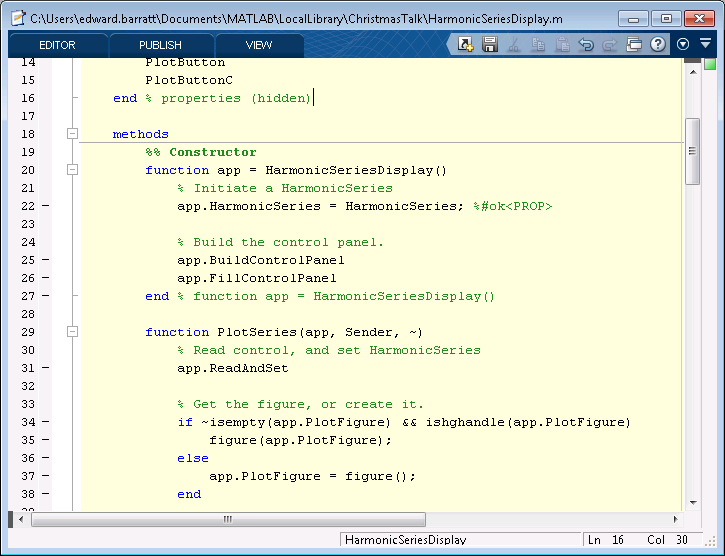 C:\Users\edward.barratt\Documents\MATLAB\LocalLibrary\ChristmasTalk\HarmonicSeriesDisplay.m
EDITOR PUBLISH VIEW
14 PlotButton
15 PlotButtonC
16 end % properties (hidden)
17
18 methods
19 %% Constructor
20 function app = HarmonicSeriesDisplay()
21 % Initiate a HarmonicSeries
22 app.HarmonicSeries = HarmonicSeries; %#ok<PROP>
23
24 % Build the control panel.
25 app.BuildControlPanel
26 app.FillControlPanel
27 end % function app = HarmonicSeriesDisplay()
28
29 function PlotSeries(app, Sender, ~)
30 % Read control, and set HarmonicSeries
31 app.ReadAndSet
32
33 % Get the figure, or create it.
34 if ~isempty(app.PlotFigure) && ishghandle(app.PlotFigure)
35 figure(app.PlotFigure);
36 else
37 app.PlotFigure = figure();
38 end
HarmonicSeriesDisplay Ln 16 Col 30